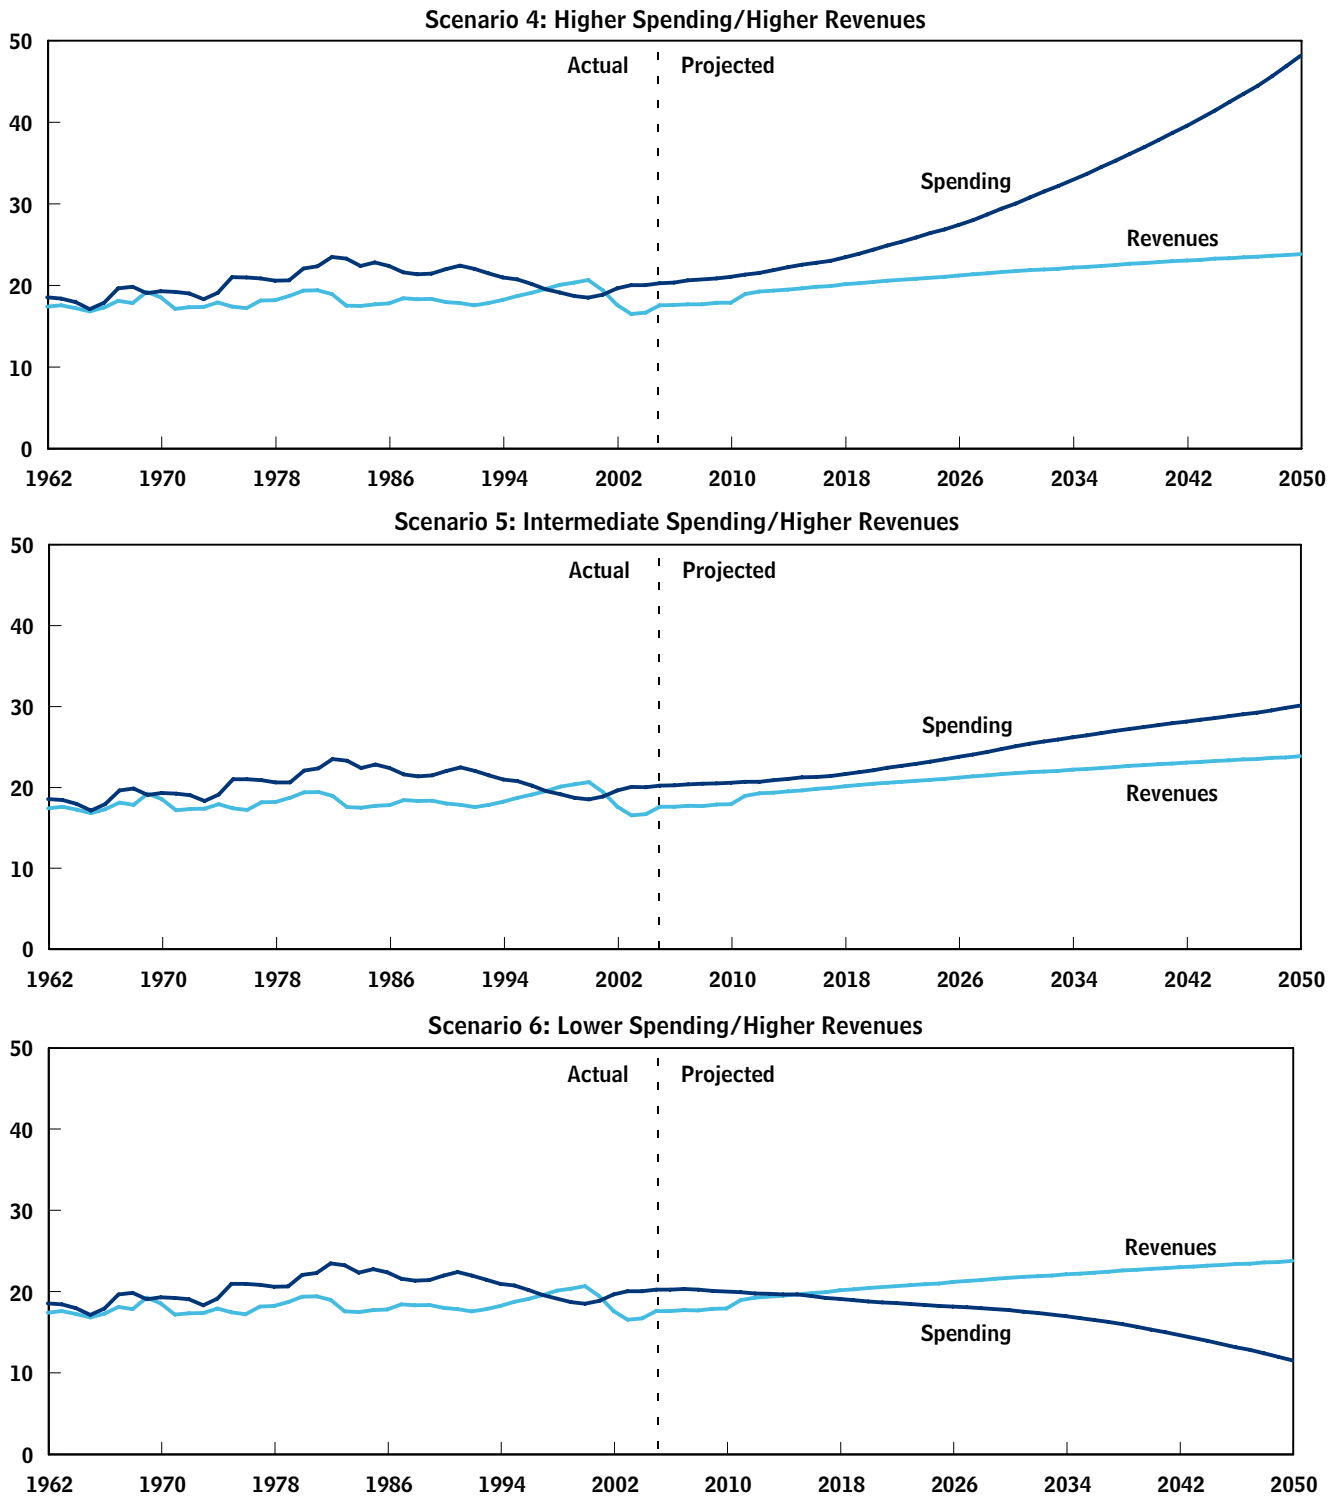 Scenario 4: Higher Spending/Higher Revenues
50
Actual Projected
40
Spending
30
Revenues
20
10
0
1962 1970 1978 1986 1994 2002 2010 2018 2026 2034 2042 2050
Scenario 5: Intermediate Spending/Higher Revenues
50
Actual Projected
40
30
Spending
20
Revenues
10
0
1962 1970 1978 1986 1994 2002 2010 2018 2026 2034 2042 2050
Scenario 6: Lower Spending/Higher Revenues
50
Actual Projected
40
30
Revenues
20
Spending
10
0
1962 1970 1978 1986 1994 2002 2010 2018 2026 2034 2042 2050